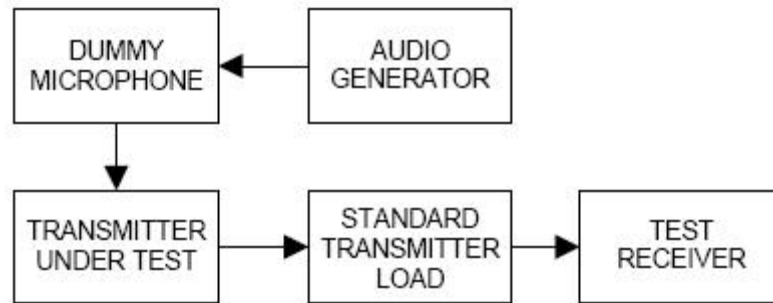 DUMMY
MICROPHONE
AUDIO
GENERATOR
TRANSMITTER
UNDER TEST
STANDARD
TRANSMITTER
LOAD
TEST
RECEIVER